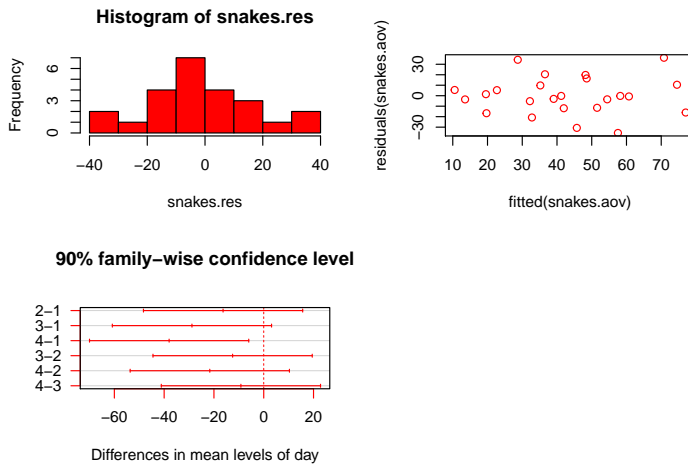 Histogram of snakes.res
Frequency
0 3 6
−40 −20 0 20 40
snakes.res
residuals(snakes.aov)
−30 0 30
10 20 30 40 50 60 70
fitted(snakes.aov)
90% family−wise confidence level
2−1
3−1
4−1
3−2
4−2
4−3
−60 −40 −20 0 20
Differences in mean levels of day